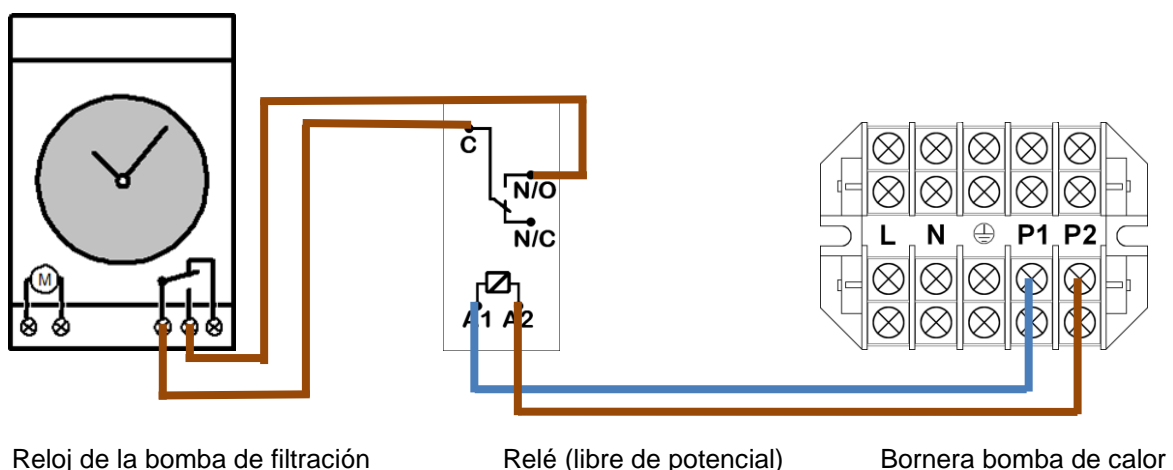 C
N/O
N/C
M
A1 A2
L N P1 P2
Reloj de la bomba de filtración Relé (libre de potencial) Bornera bomba de calor